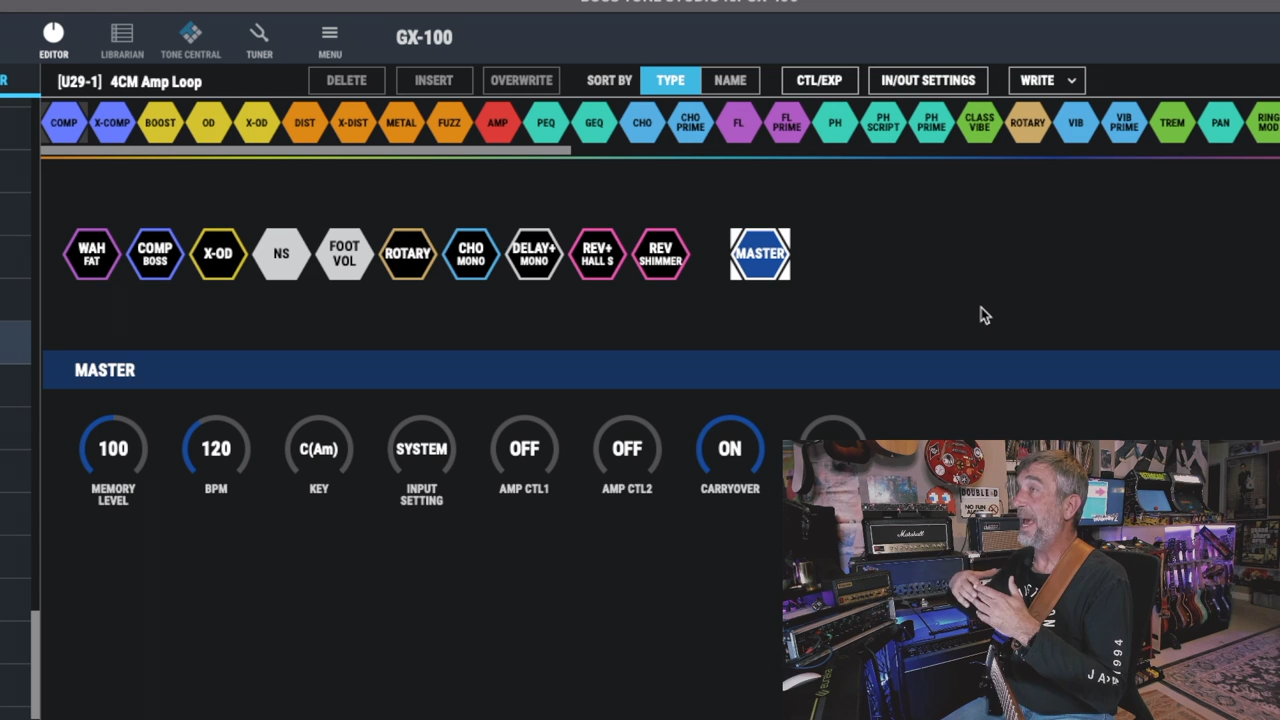 EDITOR
LIBRARIAN
TONE CENTRAL
TUNER
MENU
GX-100
R
[U29-1] 4CM Amp Loop
DELETE
INSERT
OVERWRITE
SORT BY
TYPE
NAME
CTL/EXP
IN/OUT SETTINGS
WRITE
COMP
X-COMP
BOOST
OD
X-OD
DIST
X-DIST
METAL
FUZZ
AMP
PEQ
GEQ
CHO
CHO
PRIME
FL
FL
PRIME
PH
PH
SCRIPT
PH
PRIME
CLASS
VIBE
ROTARY
VIB
VIB
PRIME
TREM
PAN
RING
MOD
WAH
FAT
COMP
BOSS
X-OD
NS
FOOT
VOL
ROTARY
CHO
MONO
DELAY+
MONO
REV+
HALL S
REV
SHIMMER
MASTER
MASTER
100
MEMORY
LEVEL
120
BPM
C(Am)
KEY
SYSTEM
INPUT
SETTING
OFF
AMP CTL1
OFF
AMP CTL2
ON
CARRYOVER
DOUBLE D
NO FUN
Marshall